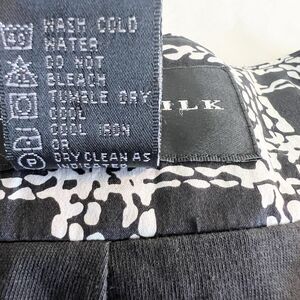 WASH COLD
WATER
DO NOT
BLEACH
TUMBLE DRY
COOL
COOL IRON
OR
DRY CLEAN AS
ILK